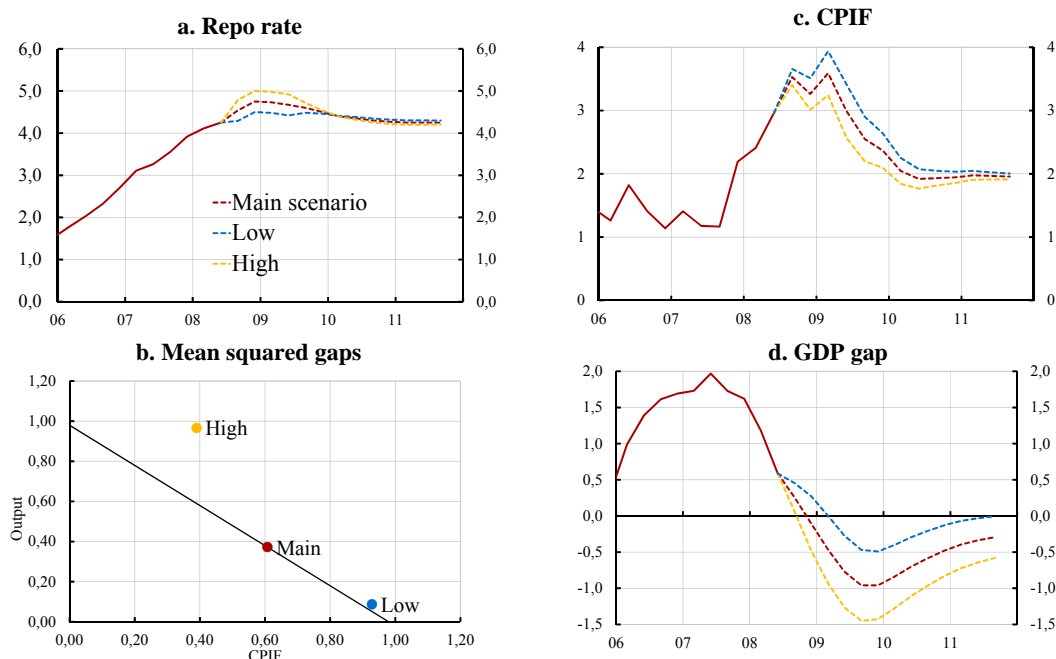 a. Repo rate
6,0 6,0
5,0 5,0
4,0 4,0
3,0 3,0
2,0 2,0
1,0 1,0
0,0 0,0
Main scenario
Low
High
06 07 08 09 10 11
c. CPIF
4 4
3 3
2 2
1 1
0 0
06 07 08 09 10 11
b. Mean squared gaps
1,20
1,00
0,80
0,60
0,40
0,20
0,00
Output
High
Main
Low
0,00 0,20 0,40 0,60 0,80 1,00 1,20
CPIF
d. GDP gap
2,0 2,0
1,5 1,5
1,0 1,0
0,5 0,5
0,0 0,0
-0,5 -0,5
-1,0 -1,0
-1,5 -1,5
06 07 08 09 10 11